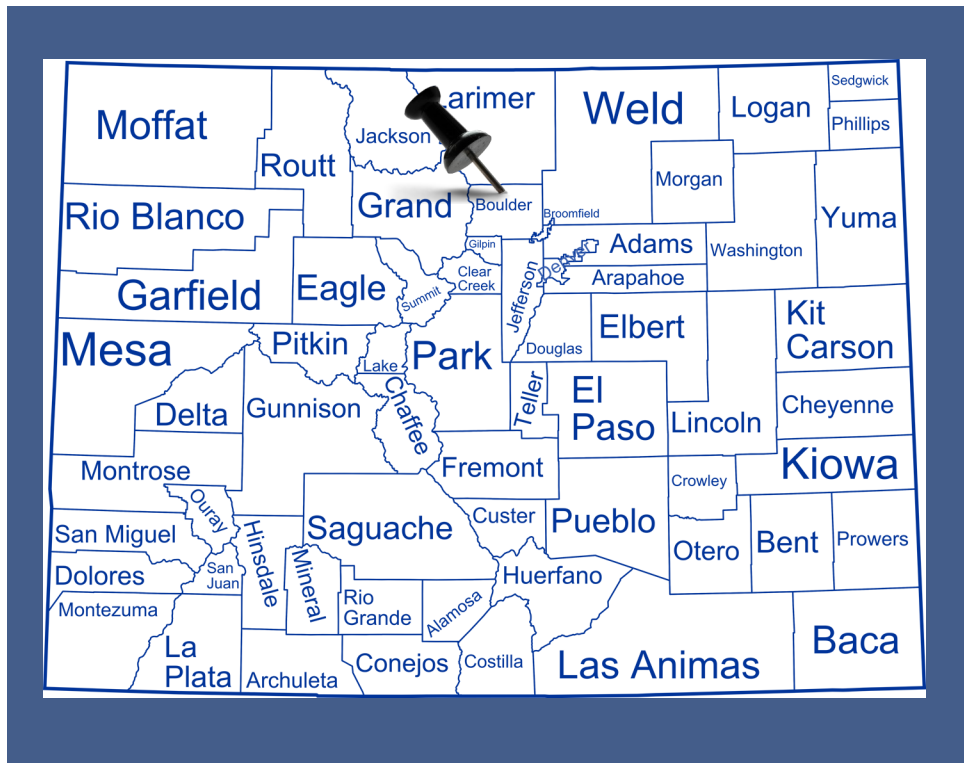 Sedgwick
Moffat
Jackson
arimer
Weld
Logan
Phillips
Routt
Morgan
Rio Blanco
Grand
Boulder
Broomfield
Yuma
Gilpin
Denver
Adams
Washington
Garfield
Eagle
Summit
Clear
Creek
Jefferson
Arapahoe
Mesa
Pitkin
Lake
Park
Douglas
Elbert
Kit
Carson
Delta
Gunnison
Chaffee
Teller
El
Paso
Lincoln
Cheyenne
Montrose
Fremont
Crowley
Kiowa
Ouray
San Miguel
Hinsdale
Saguache
Custer
Pueblo
Otero
Bent
Prowers
Dolores
San
Juan
Mineral
Rio
Grande
Alamosa
Huerfano
Montezuma
La
Plata
Archuleta
Conejos
Costilla
Las Animas
Baca